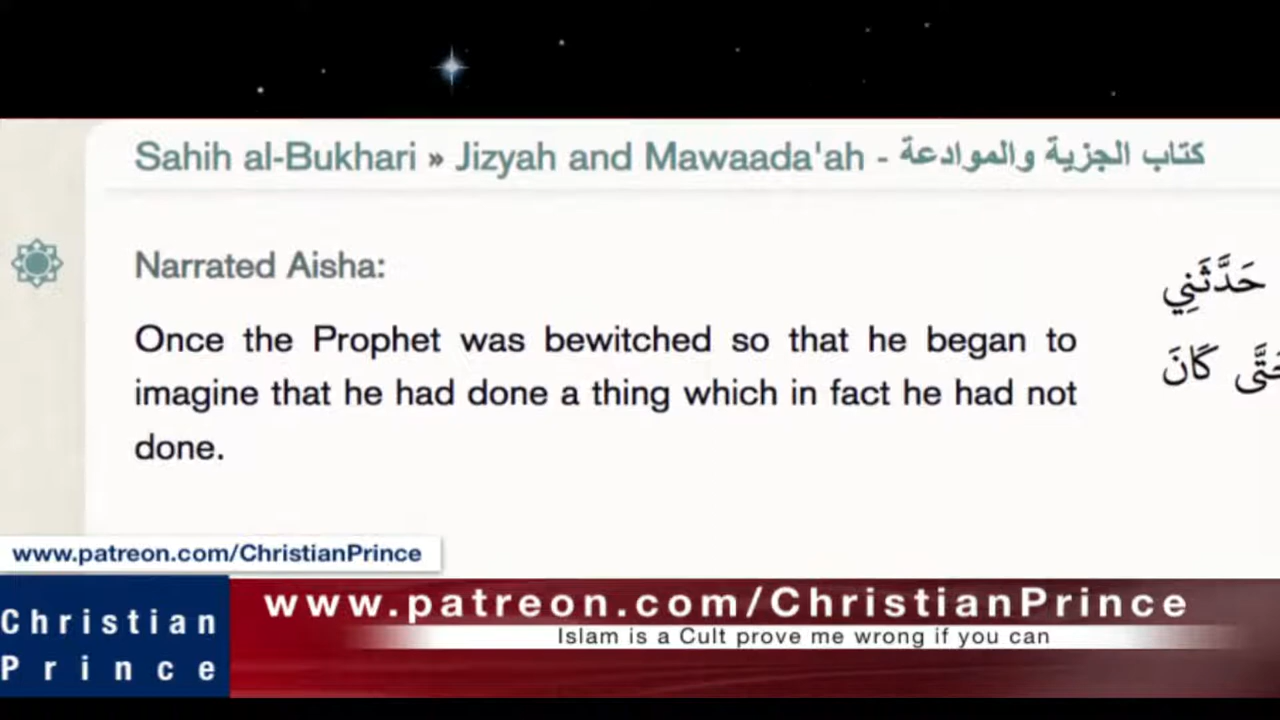 Sahih al-Bukhari » Jizyah and Mawaada'ah - كتاب الجزية والموادعة
Narrated Aisha:
حَدَّثَنِي
Once the Prophet was bewitched so that he began to
كَانَ
imagine that he had done a thing which in fact he had not
done.
www.patreon.com/ChristianPrince
Christian
Prince
www.patreon.com/ChristianPrince
Islam is a Cult prove me wrong if you can